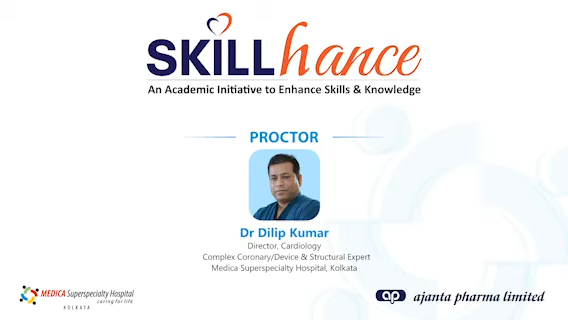 SKILLhance
An Academic Initiative to Enhance Skills & Knowledge
PROCTOR
Dr Dilip Kumar
Director, Cardiology
Complex Coronary/Device & Structural Expert
Medica Superspecialty Hospital, Kolkata
MEDICA Superspecialty Hospital
caring for life
KOLKATA
ap ajanta pharma limited